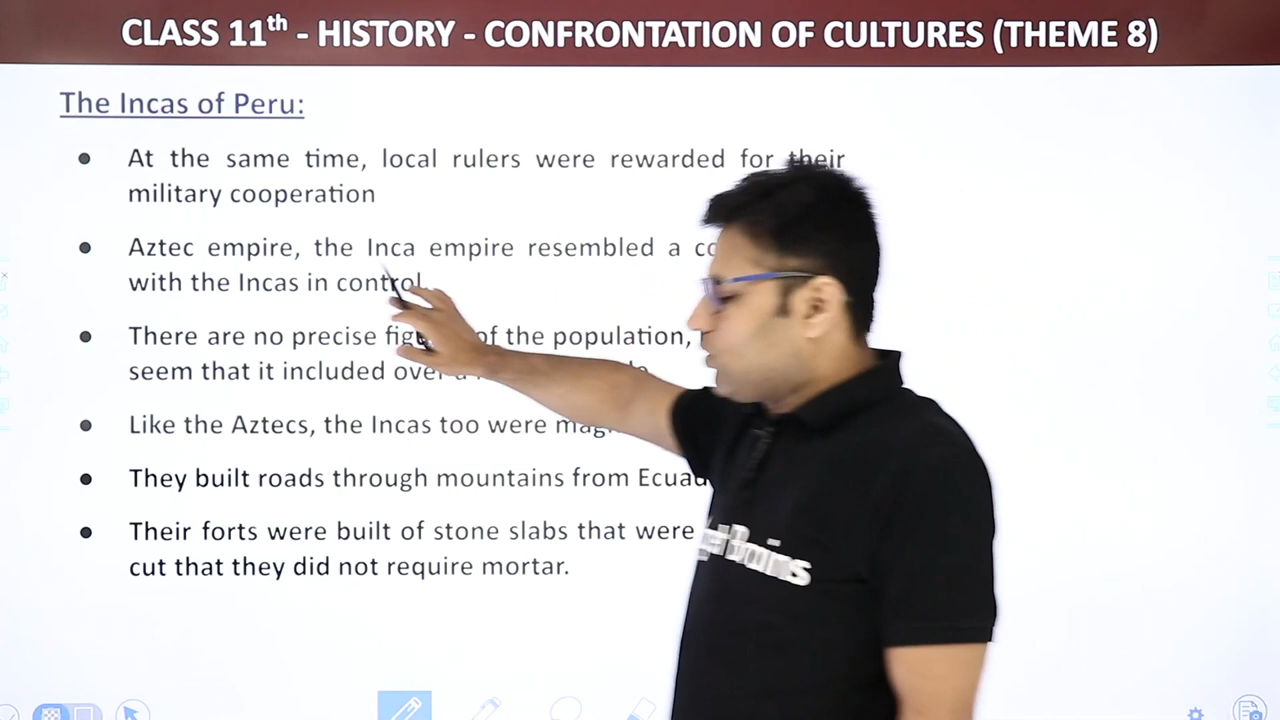 CLASS 11th - HISTORY - CONFRONTATION OF CULTURES (THEME 8)
The Incas of Peru:
At the same time, local rulers were rewarded for their
military cooperation
Aztec empire, the Inca empire resembled a
with the Incas in control
There are no precise of the population,
seem that it included
Like the Aztecs, the Incas too were
They built roads through mountains from
Their forts were built of stone slabs that were
cut that they did not require mortar.
Brains